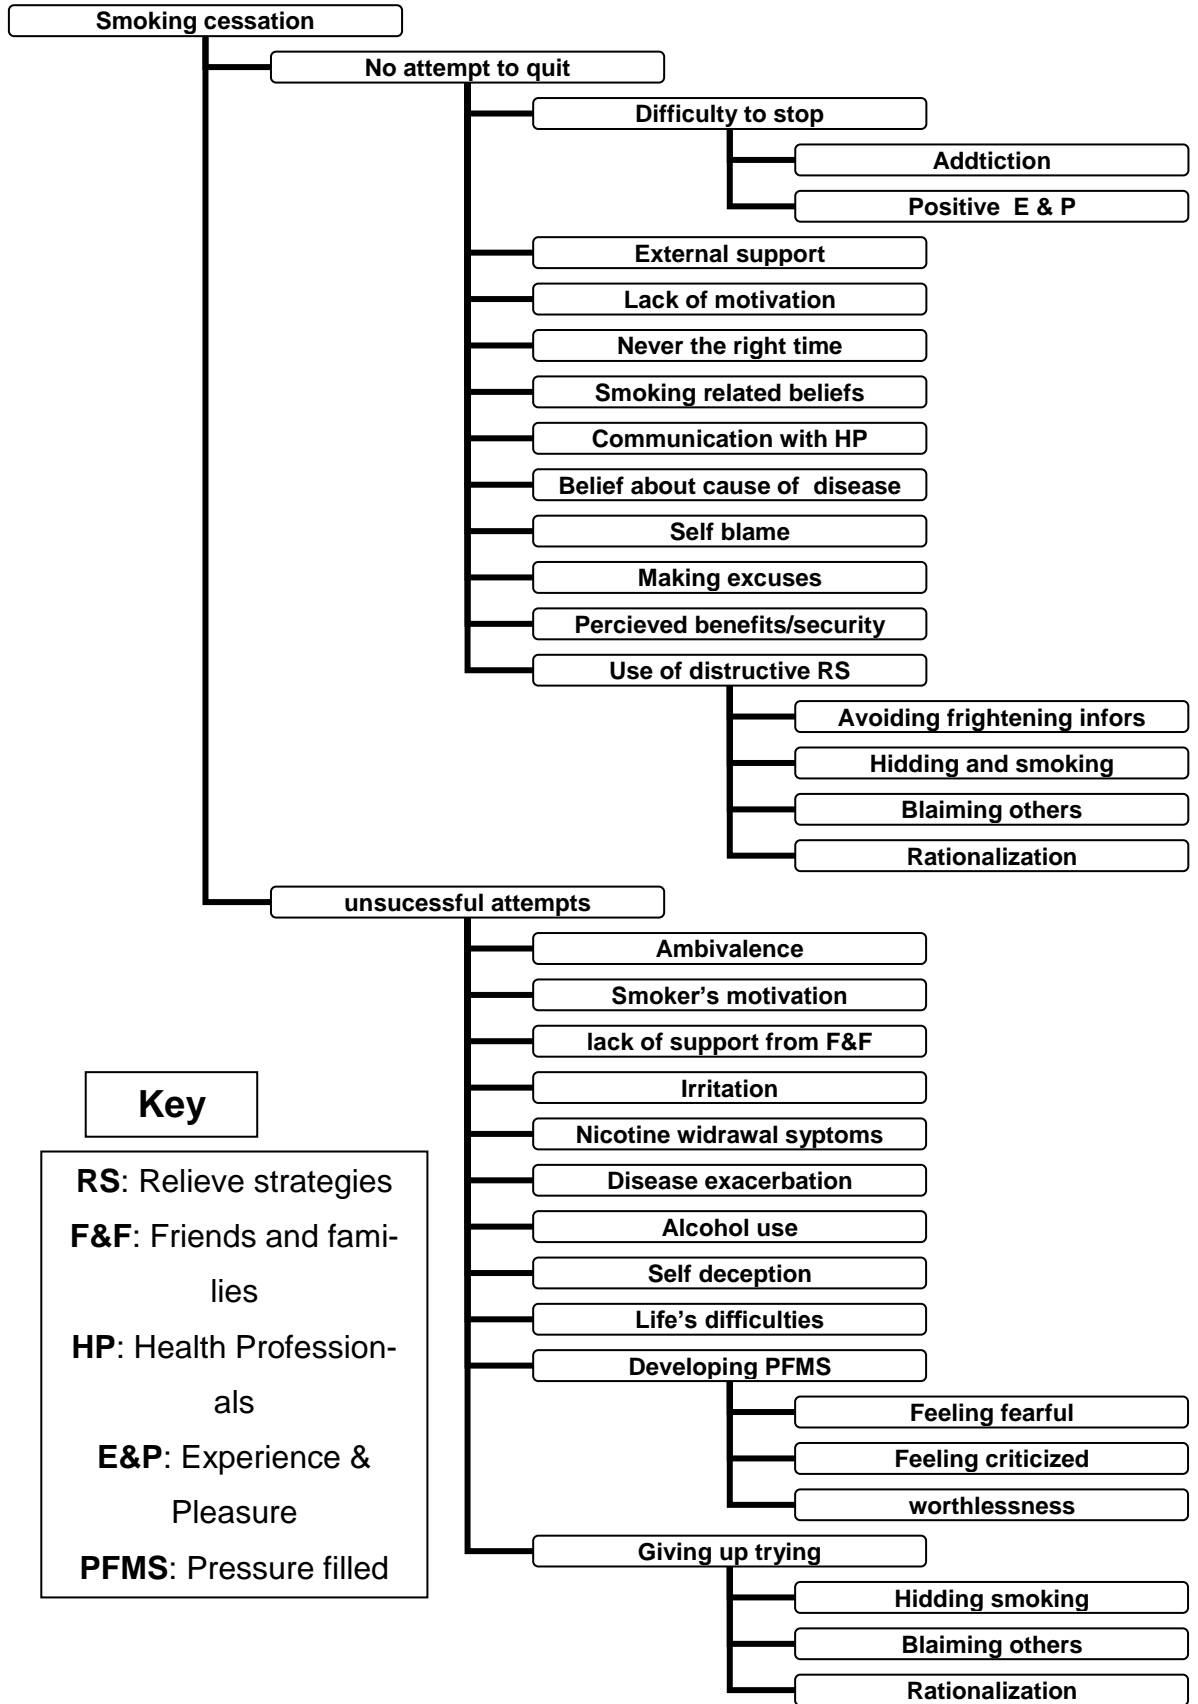 Smoking cessation
No attempt to quit
Difficulty to stop
Addtiction
Positive E & P
External support
Lack of motivation
Never the right time
Smoking related beliefs
Communication with HP
Belief about cause of disease
Self blame
Making excuses
Percieved benefits/security
Use of distructive RS
Avoiding frightening infors
Hidding and smoking
Blaiming others
Rationalization
unsucessful attempts
Ambivalence
Smoker's motivation
lack of support from F&F
Irritation
Nicotine widrawal syptoms
Disease exacerbation
Alcohol use
Self deception
Life's difficulties
Developing PFMS
Feeling fearful
Feeling criticized
worthlessness
Giving up trying
Hidding smoking
Blaiming others
Rationalization
Key
RS: Relieve strategies
F&F: Friends and fami-
lies
HP: Health Profession-
als
E&P: Experience &
Pleasure
PFMS: Pressure filled